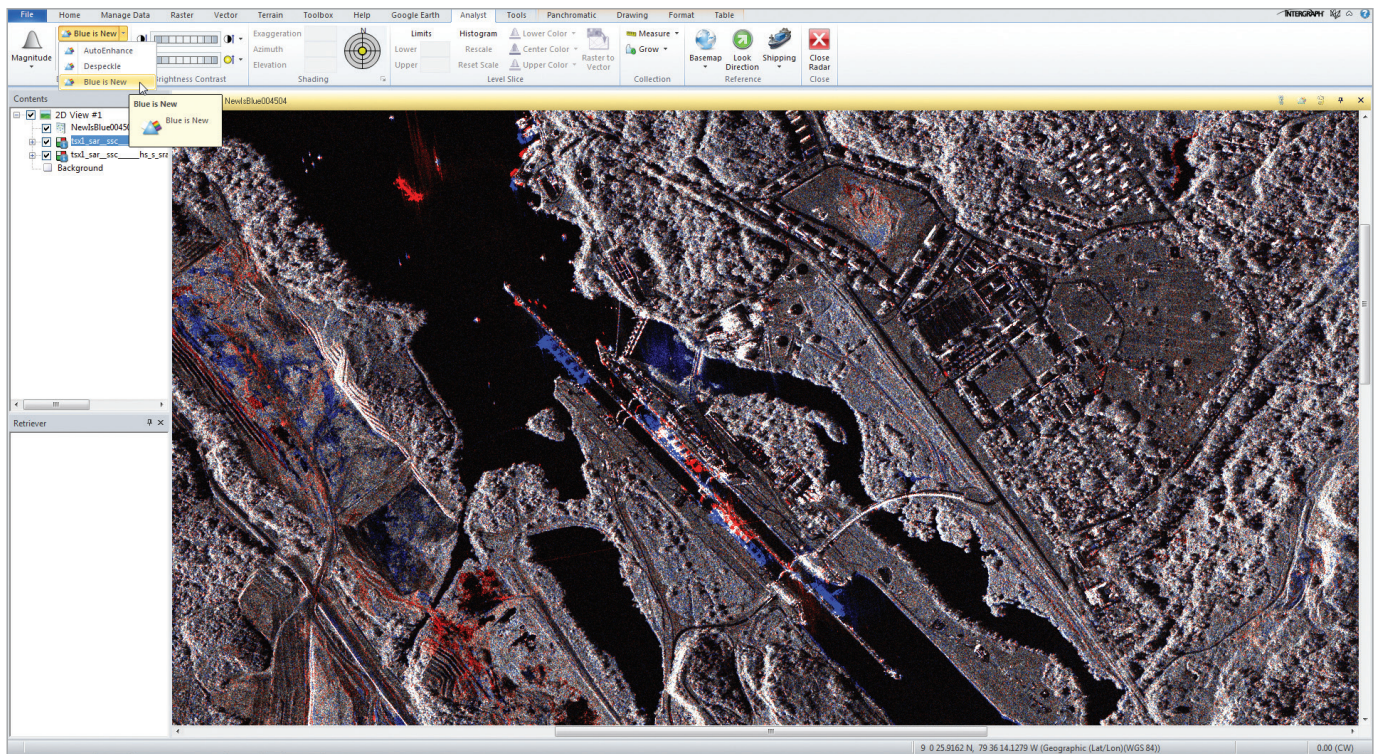 File Home Manage Data Raster Vector Terrain Toolbox Help Google Earth Analyst Tools Panchromatic Drawing Format Table INTERGRAPH
Magnitude
Blue is New
AutoEnhance
Despeckle
Blue is New
Brightness Contrast
Exaggeration
Azimuth
Elevation
Shading
N
Limits
Lower
Upper
Histogram
Rescale
Reset Scale
Lower Color
Center Color
Upper Color
Raster to
Vector
Level Slice
Measure
Grow
Collection
Basemap
Look
Direction
Shipping
Reference
Close
Radar
Close
Contents
Blue is New
Blue is New
NewIsBlue004504
2D View #1
NewIsBlue0045
tsx1_sar__ssc
tsx1_sar__ssc_____hs_s_sra
Background
Retriever
9 0 25.9162 N, 79 36 14.1279 W (Geographic (Lat/Lon)(WGS 84))
0.00 (CW)